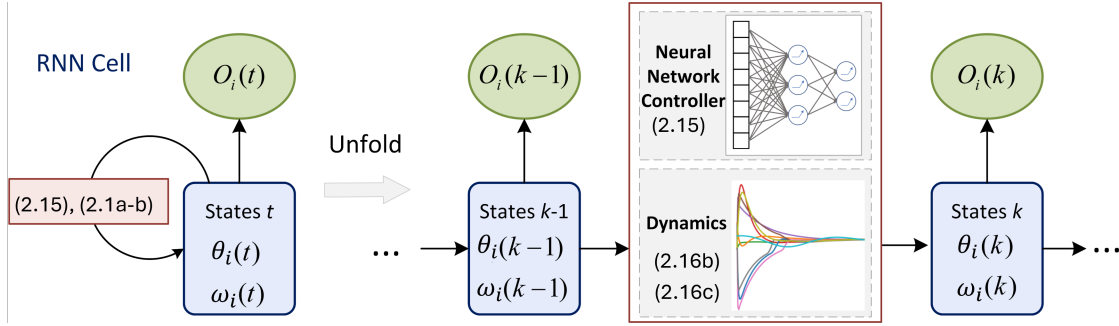 RNN Cell
O_i(t)
(2.15), (2.1a-b)
States t
θ_i(t)
ω_i(t)
Unfold
...
O_i(k−1)
States k-1
θ_i(k−1)
ω_i(k−1)
Neural
Network
Controller
(2.15)
Dynamics
(2.16b)
(2.16c)
O_i(k)
States k
θ_i(k)
ω_i(k)
...